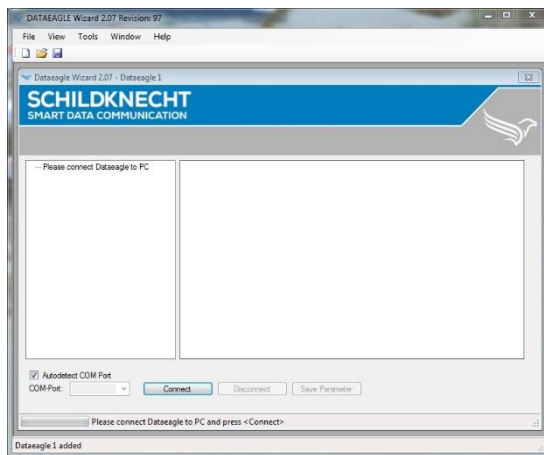 DATAEAGLE Wizard 2.07 Revision: 97
File View Tools Window Help
Dataeagle Wizard 2.07 - Dataeagle 1
SCHILDKNECHT
SMART DATA COMMUNICATION
Please connect Dataeagle to PC
Autodetect COM Port
COM-Port: Connect Disconnect Save Parameter
Please connect Dataeagle to PC and press <Connect>
Dataeagle 1 added